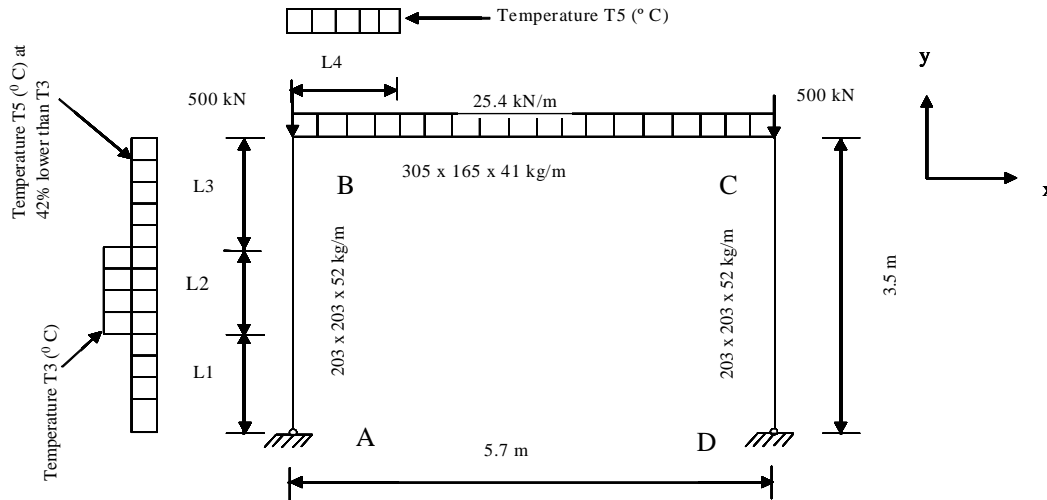 Temperature T5 (° C)
L4
500 kN
25.4 kN/m
500 kN
y
x
Temperature T5 (⁰ C) at
42% lower than T3
L3
B
305 x 165 x 41 kg/m
C
203 x 203 x 52 kg/m
203 x 203 x 52 kg/m
3.5 m
L2
Temperature T3 (⁰ C)
L1
A
D
5.7 m